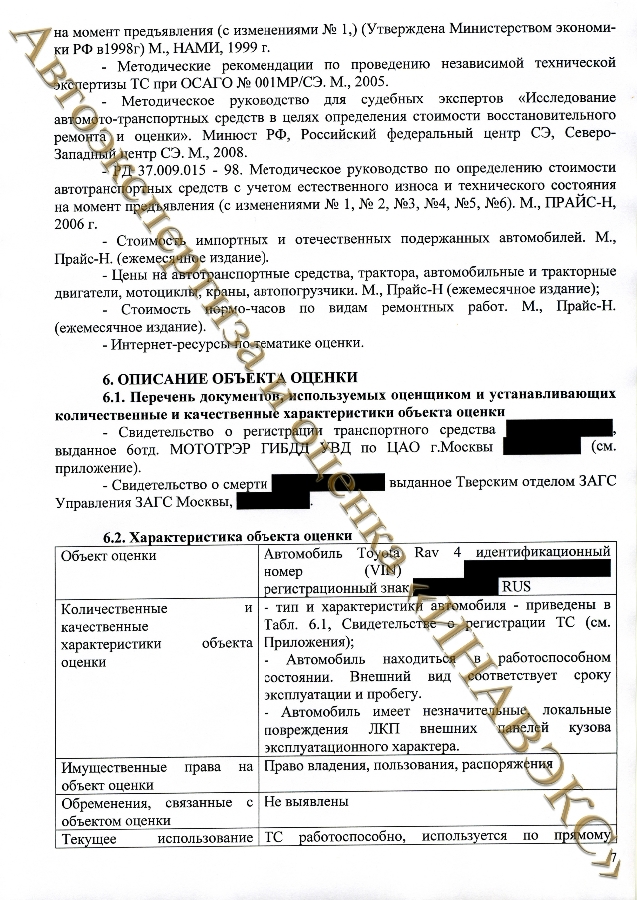 на момент предъявления (с изменениями № 1,) (Утверждена Министерством экономи-
ки РФ в1998г) М., НАМИ, 1999 г.
- Методические рекомендации по проведению независимой технической
экспертизы ТС при ОСАГО № 001МР/СЭ. М., 2005.
- Методическое руководство для судебных экспертов «Исследование
автомото-транспортных средств в целях определения стоимости восстановительного
ремонта и оценки». Минюст РФ, Российский федеральный центр СЭ, Северо-
Западный центр СЭ. М., 2008.
- РД 37.009.015 - 98. Методическое руководство по определению стоимости
автотранспортных средств с учетом естественного износа и технического состояния
на момент предъявления (с изменениями № 1, № 2, №3, №4, №5, №6). М., ПРАЙС-Н,
2006 г.
- Стоимость импортных и отечественных подержанных автомобилей. М.,
Прайс-Н. (ежемесячное издание).
- Цены на автотранспортные средства, трактора, автомобильные и тракторные
двигатели, мотоциклы, краны, автопогрузчики. М., Прайс-Н (ежемесячное издание);
- Стоимость нормо-часов по видам ремонтных работ. М., Прайс-Н.
(ежемесячное издание).
- Интернет-ресурсы по тематике оценки.
6. ОПИСАНИЕ ОБЪЕКТА ОЦЕНКИ
6.1. Перечень документов, используемых оценщиком и устанавливающих
количественные и качественные характеристики объекта оценки
- Свидетельство о регистрации транспортного средства ,
выданное 6отд. МОТОТРЭР ГИБДД УВД по ЦАО г.Москвы (см.
приложение).
- Свидетельство о смерти выданное Тверским отделом ЗАГС
Управления ЗАГС Москвы, .
6.2. Характеристика объекта оценки
Объект оценки
Автомобиль Toyota Rav 4 идентификационный
номер (VIN)
регистрационный знак RUS
Количественные и
качественные
характеристики объекта
оценки
- тип и характеристики автомобиля - приведены в
Табл. 6.1, Свидетельстве о регистрации ТС (см.
Приложения);
- Автомобиль находиться в работоспособном
состоянии. Внешний вид соответствует сроку
эксплуатации и пробегу.
- Автомобиль имеет незначительные, локальные
повреждения ЛКП внешних панелей кузова
эксплуатационного характера.
Имущественные права на
объект оценки
Право владения, пользования, распоряжения
Обременения, связанные с
объектом оценки
Не выявлены
Текущее использование
ТС работоспособно, используется по прямому
7
Автоэкспертиза и оценка «ИНАВЭКС»